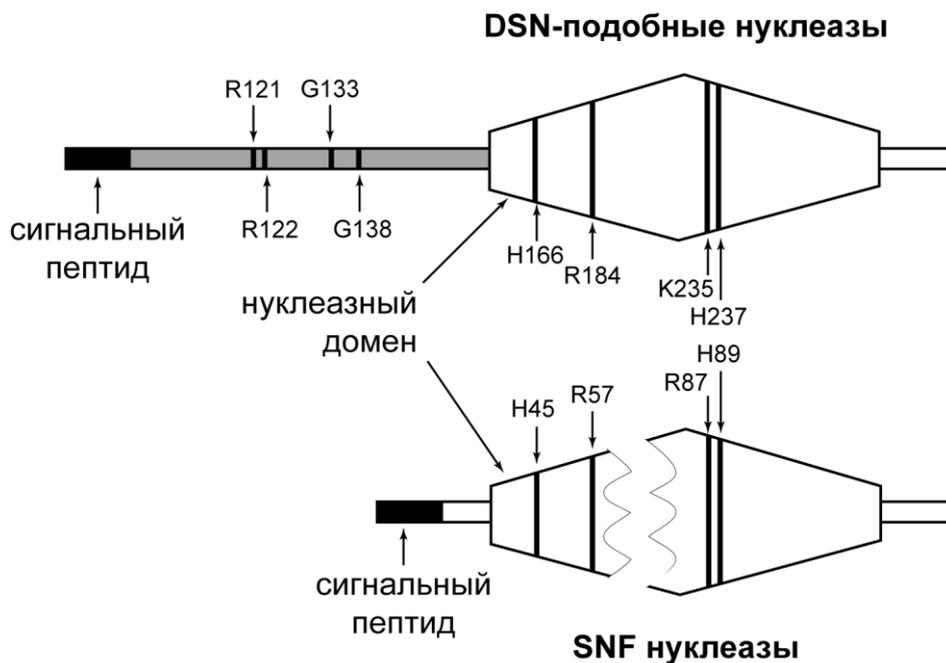 DSN-подобные нуклеазы
R121
G133
R122
G138
сигнальный
пептид
H166
R184
K235
H237
нуклеазный
домен
H89
R87
R57
H45
сигнальный
пептид
SNF нуклеазы